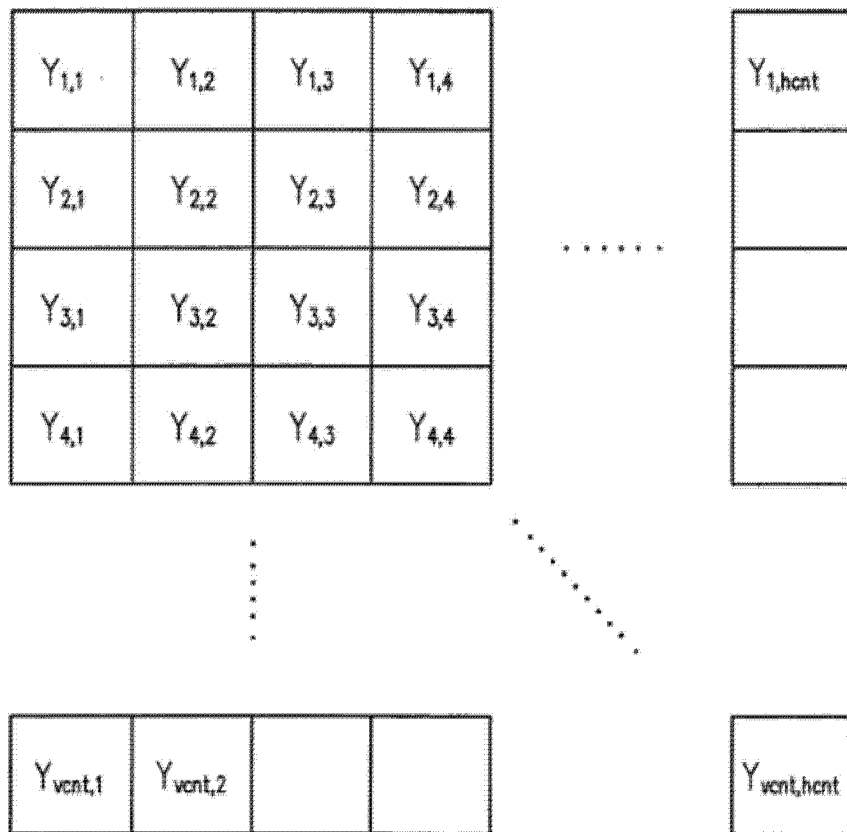 Y1,1 Y1,2 Y1,3 Y1,4 Y1,hcnt
Y2,1 Y2,2 Y2,3 Y2,4
Y3,1 Y3,2 Y3,3 Y3,4
Y4,1 Y4,2 Y4,3 Y4,4
Yvcnt,1 Yvcnt,2 Yvcnt,hcnt